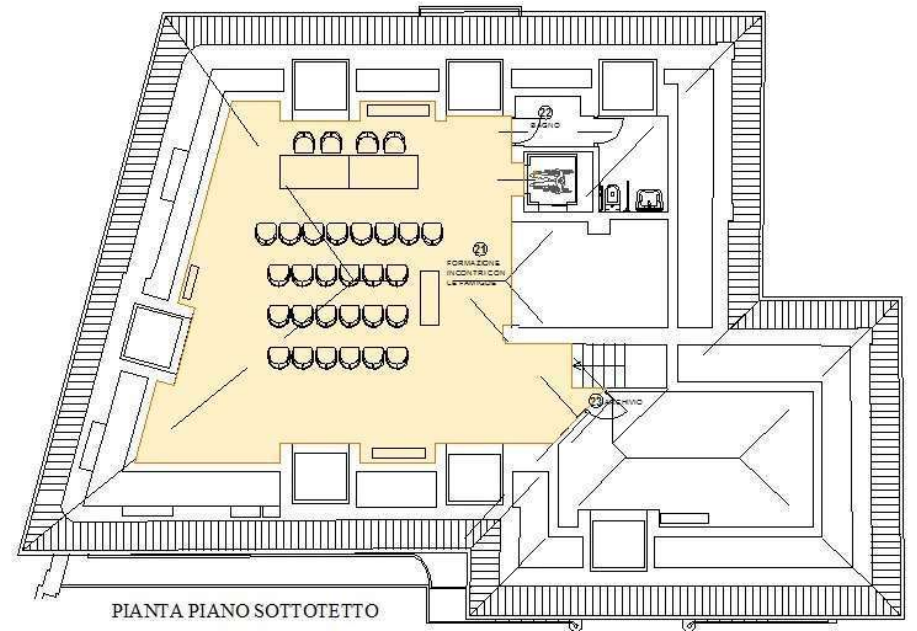 22
BAGNO
21
FORMAZIONE
INCONTRI CON
LE FAMIGLIE
23 ARCHIVIO
PIANTA PIANO SOTTOTETTO